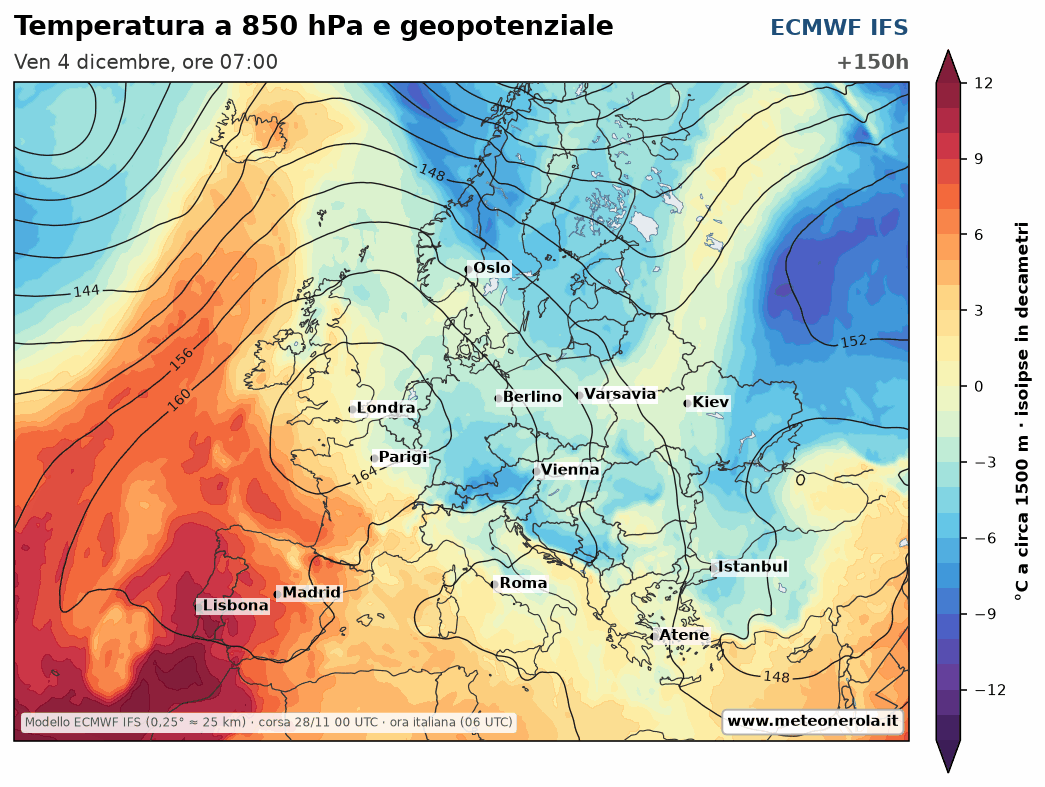 Temperatura a 850 hPa e geopotenziale
ECMWF IFS
Ven 4 dicembre, ore 07:00
+150h
148
144
156
160
164
152
148
Oslo
Londra
Berlino
Varsavia
Kiev
Parigi
Vienna
Roma
Madrid
Lisbona
Istanbul
Atene
Modello ECMWF IFS (0,25° ≈ 25 km) · corsa 28/11 00 UTC · ora italiana (06 UTC)
www.meteonerola.it
12
9
6
3
0
−3
−6
−9
−12
°C a circa 1500 m · isoipse in decametri